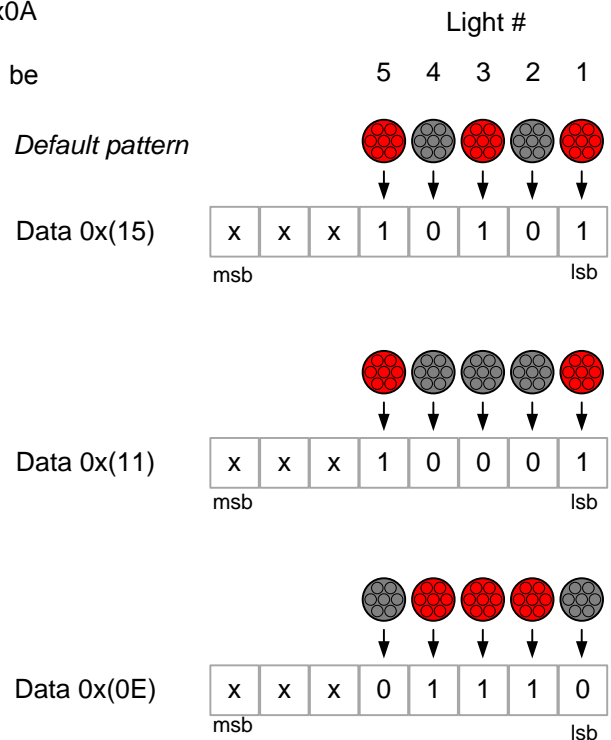 x0A
Light #
be
5 4 3 2 1
Default pattern
Data 0x(15) x x x 1 0 1 0 1
msb lsb
Data 0x(11) x x x 1 0 0 0 1
msb lsb
Data 0x(0E) x x x 0 1 1 1 0
msb lsb